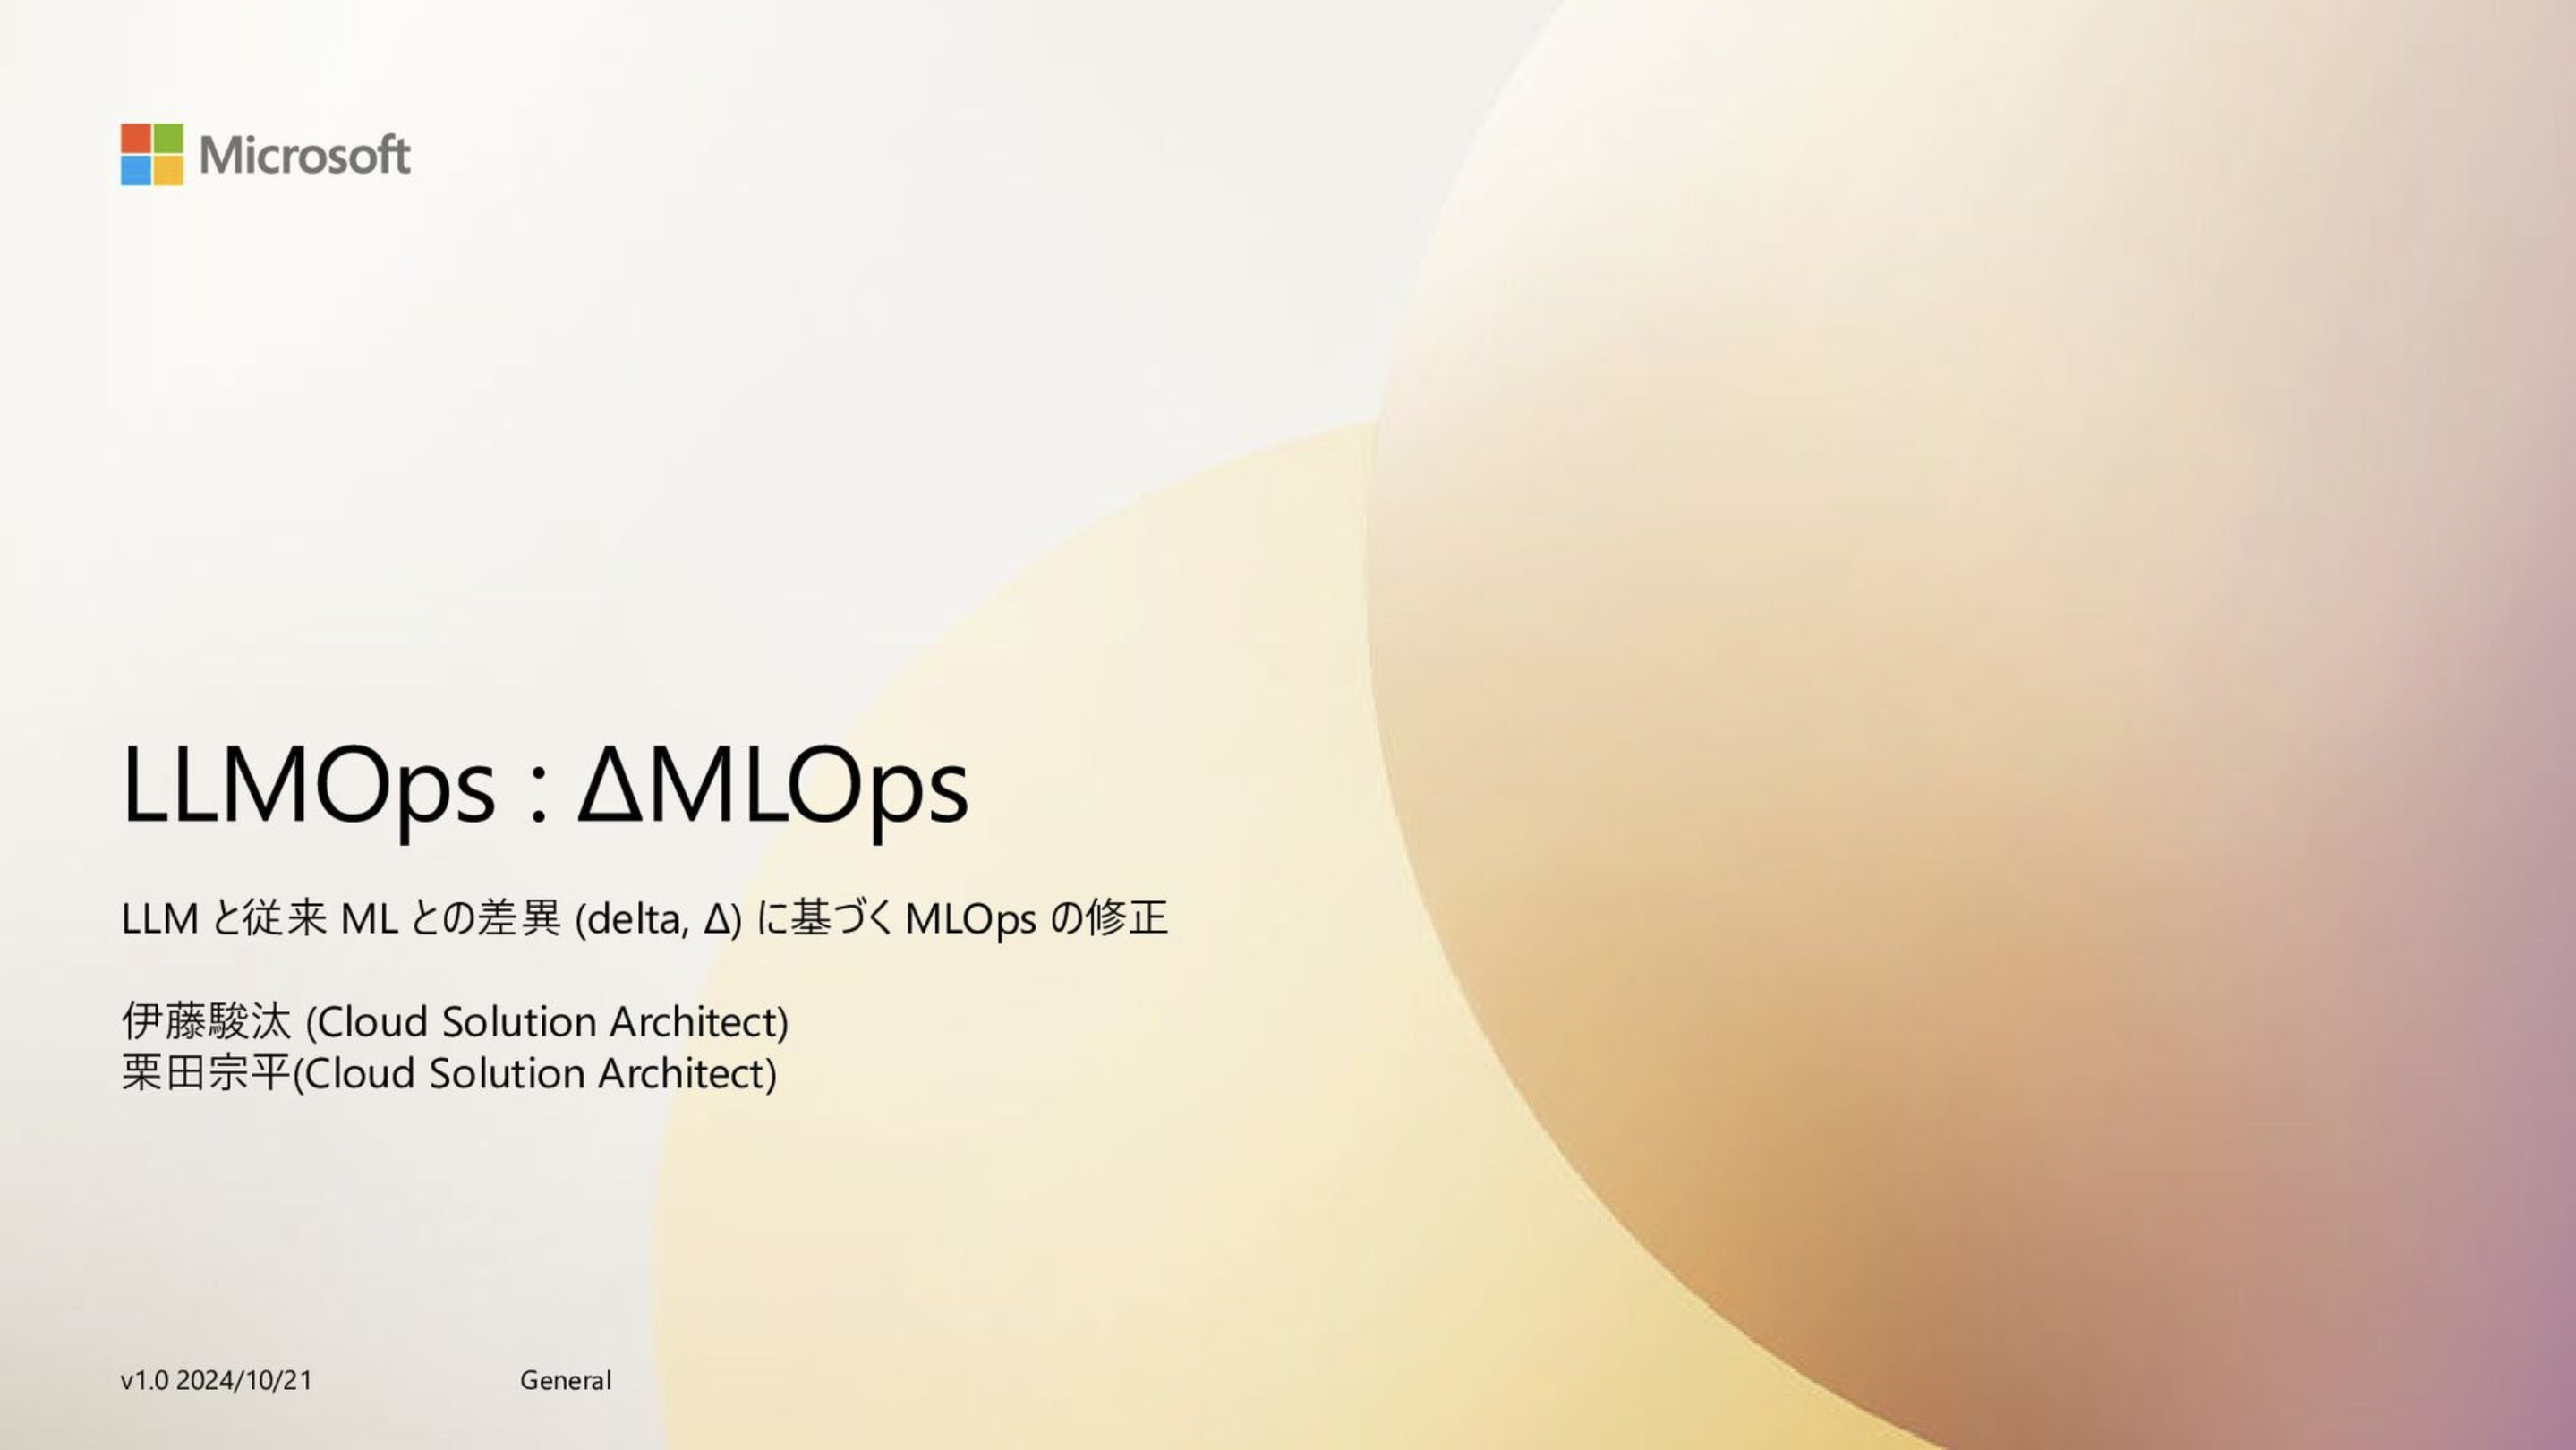 Microsoft
LLMOps : ΔMLOps
LLM と従来 ML との差異 (delta, Δ) に基づく MLOps の修正
伊藤駿汰 (Cloud Solution Architect)
栗田宗平(Cloud Solution Architect)
v1.0 2024/10/21 General